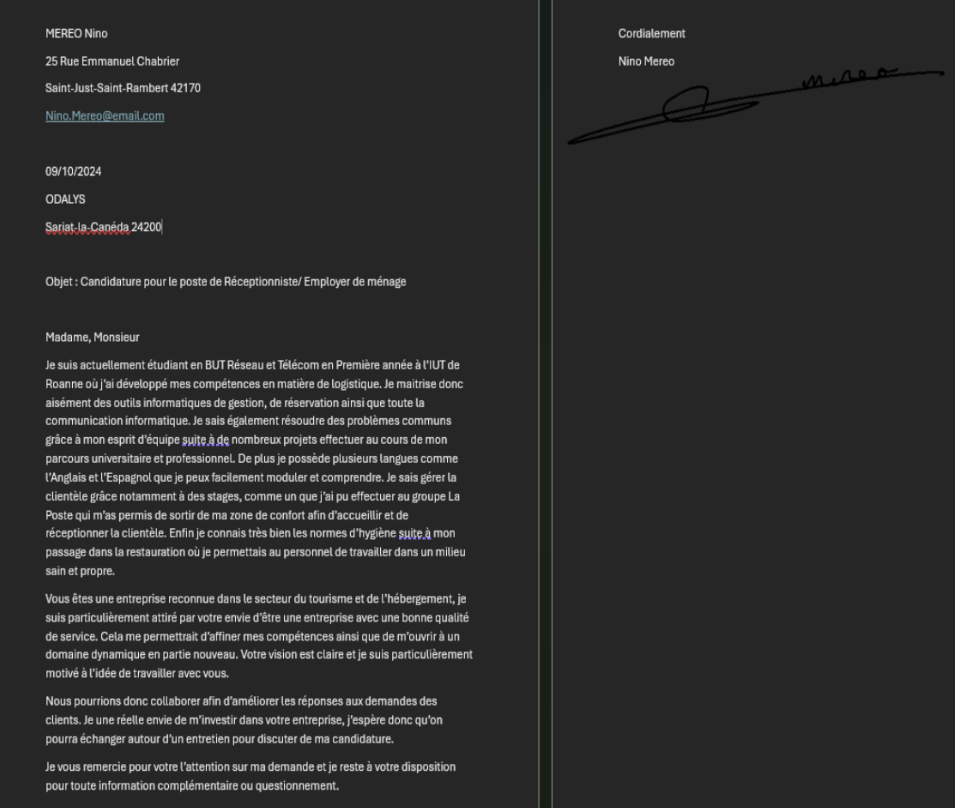 MEREO Nino
25 Rue Emmanuel Chabrier
Saint-Just-Saint-Rambert 42170
Nino.Mereo@email.com
09/10/2024
ODALYS
Sariat-la-Canéda 24200
Objet : Candidature pour le poste de Réceptionniste/ Employer de ménage
Madame, Monsieur
Je suis actuellement étudiant en BUT Réseau et Télécom en Première année à l'IUT de
Roanne où j'ai développé mes compétences en matière de logistique. Je maitrise donc
aisément des outils informatiques de gestion, de réservation ainsi que toute la
communication informatique. Je sais également résoudre des problèmes communs
grâce à mon esprit d'équipe suite à de nombreux projets effectuer au cours de mon
parcours universitaire et professionnel. De plus je possède plusieurs langues comme
l'Anglais et l'Espagnol que je peux facilement moduler et comprendre. Je sais gérer la
clientèle grâce notamment à des stages, comme un que j'ai pu effectuer au groupe La
Poste qui m'as permis de sortir de ma zone de confort afin d'accueillir et de
réceptionner la clientèle. Enfin je connais très bien les normes d'hygiène suite à mon
passage dans la restauration où je permettais au personnel de travailler dans un milieu
sain et propre.
Vous êtes une entreprise reconnue dans le secteur du tourisme et de l'hébergement, je
suis particulièrement attiré par votre envie d'être une entreprise avec une bonne qualité
de service. Cela me permettrait d'affiner mes compétences ainsi que de m'ouvrir à un
domaine dynamique en partie nouveau. Votre vision est claire et je suis particulièrement
motivé à l'idée de travailler avec vous.
Nous pourrions donc collaborer afin d'améliorer les réponses aux demandes des
clients. Je une réelle envie de m'investir dans votre entreprise, j'espère donc qu'on
pourra échanger autour d'un entretien pour discuter de ma candidature.
Je vous remercie pour votre l'attention sur ma demande et je reste à votre disposition
pour toute information complémentaire ou questionnement.
Cordialement
Nino Mereo
mereo